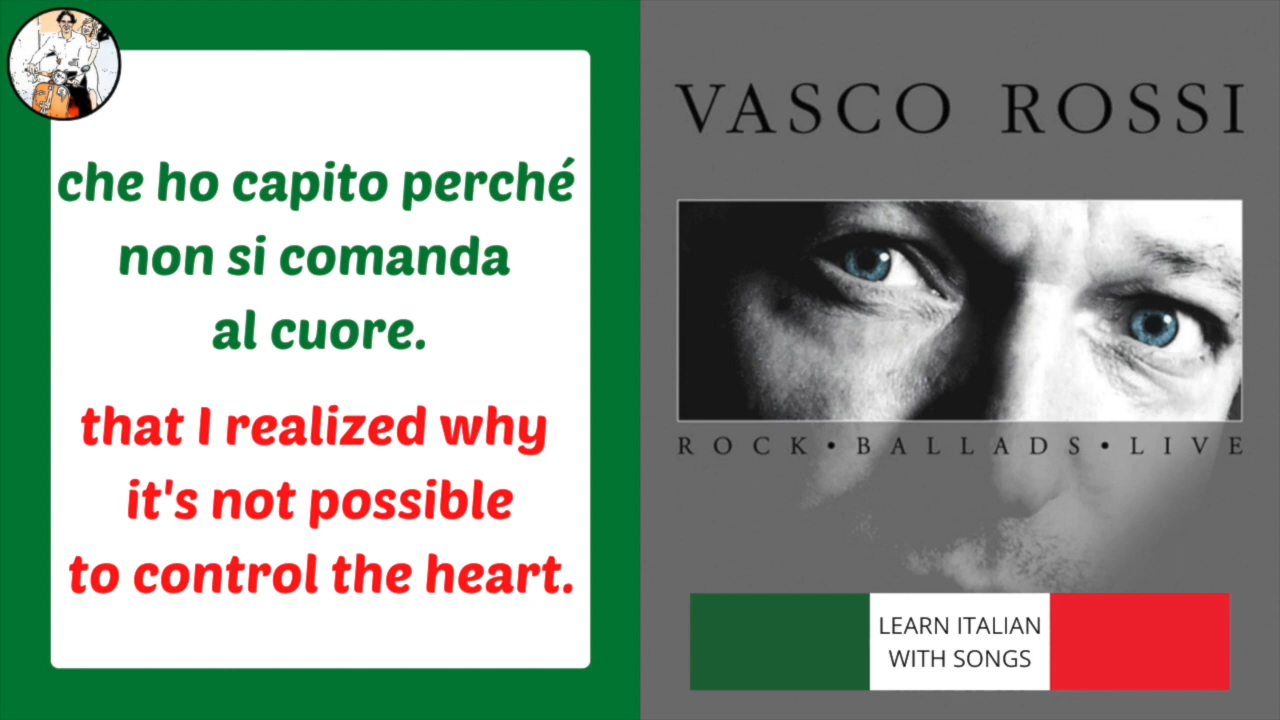 che ho capito perché
non si comanda
al cuore.
that I realized why
it's not possible
to control the heart.
VASCO ROSSI
ROCK•BALLADS•LIVE
LEARN ITALIAN
WITH SONGS